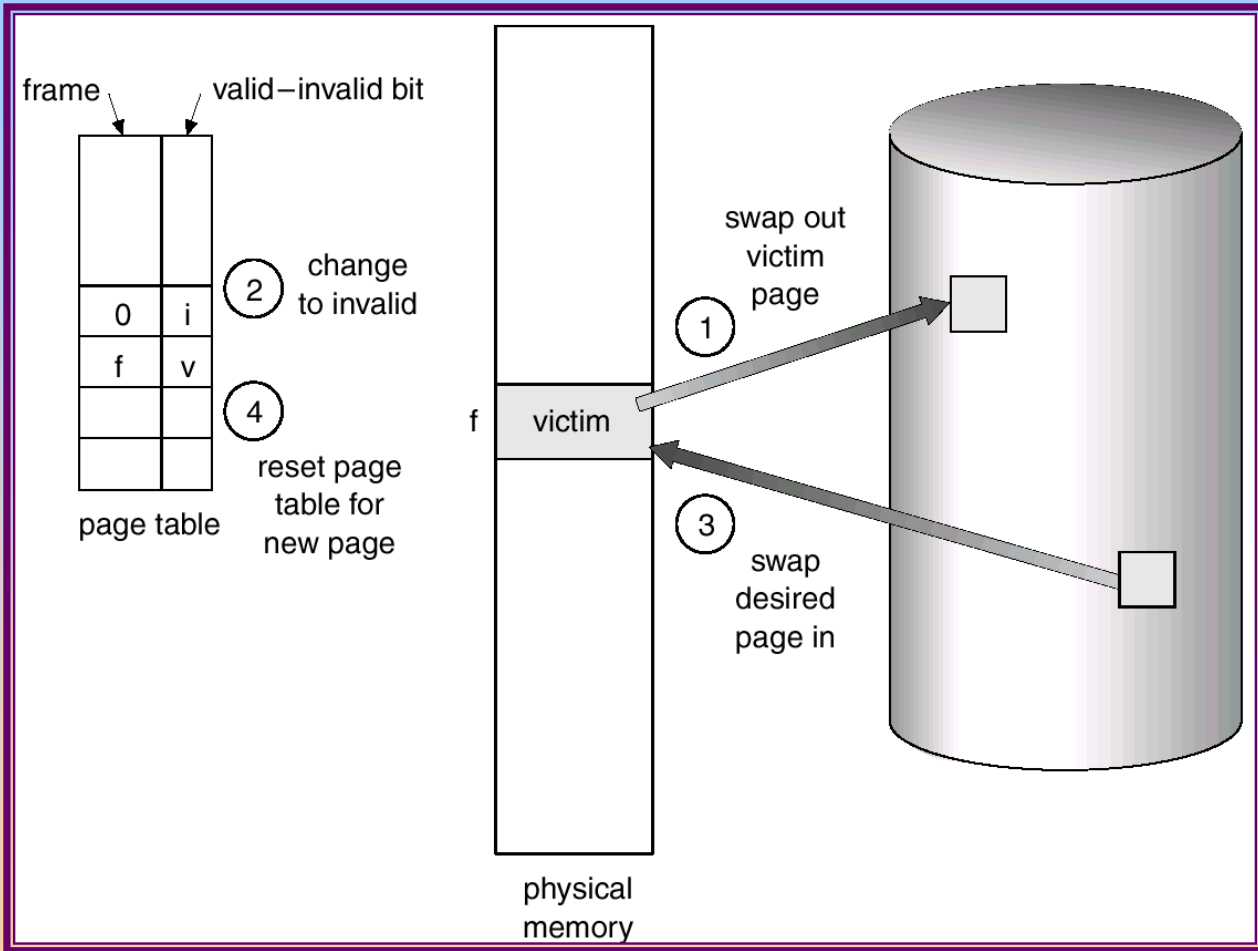 frame
valid–invalid bit
0 i
f v
page table
2
change
to invalid
4
reset page
table for
new page
f
victim
physical
memory
1
swap out
victim
page
3
swap
desired
page in